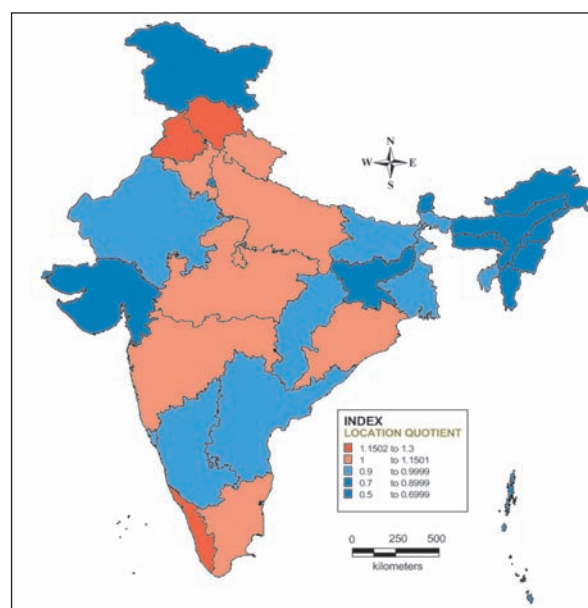 N
W E
S
INDEX
LOCATION QUOTIENT
1.1502 to 1.3
1 to 1.1501
0.9 to 0.9999
0.7 to 0.8999
0.5 to 0.6999
0 250 500
kilometers